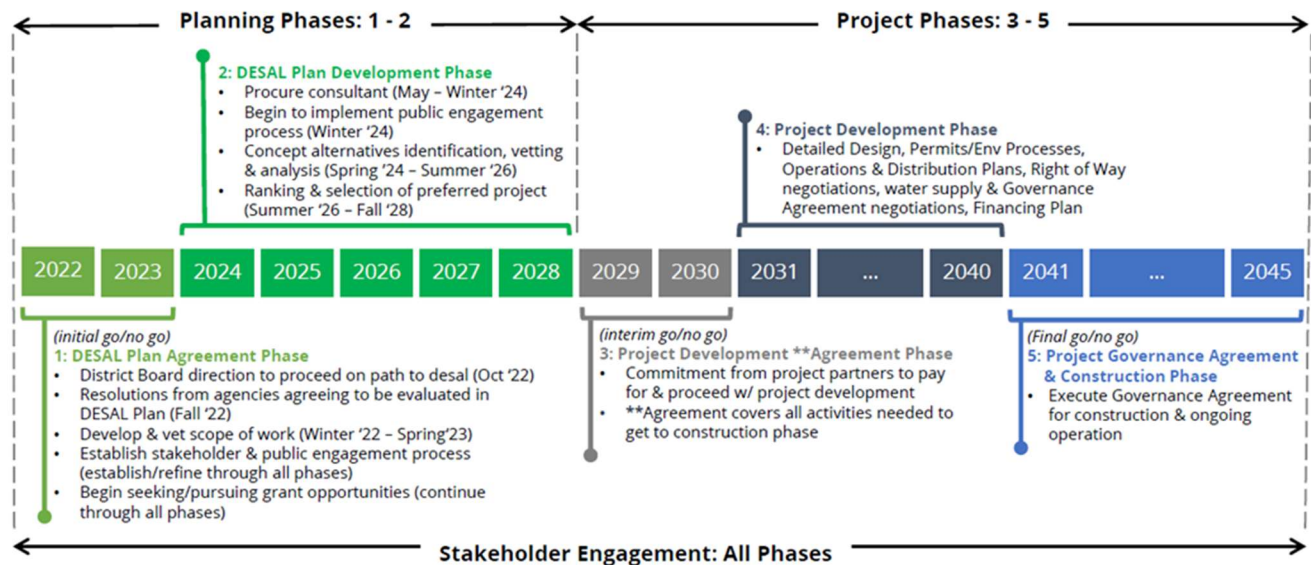 Planning Phases: 1 - 2
Project Phases: 3 - 5
2: DESAL Plan Development Phase
• Procure consultant (May – Winter ‘24)
• Begin to implement public engagement
process (Winter ‘24)
• Concept alternatives identification, vetting
& analysis (Spring ‘24 – Summer ‘26)
• Ranking & selection of preferred project
(Summer ‘26 – Fall ‘28)
4: Project Development Phase
• Detailed Design, Permits/Env Processes,
Operations & Distribution Plans, Right of Way
negotiations, water supply & Governance
Agreement negotiations, Financing Plan
2022 2023 2024 2025 2026 2027 2028 2029 2030 2031 ... 2040 2041 ... 2045
(initial go/no go)
1: DESAL Plan Agreement Phase
• District Board direction to proceed on path to desal (Oct ‘22)
• Resolutions from agencies agreeing to be evaluated in
DESAL Plan (Fall ‘22)
• Develop & vet scope of work (Winter ‘22 – Spring‘23)
• Establish stakeholder & public engagement process
(establish/refine through all phases)
• Begin seeking/pursuing grant opportunities (continue
through all phases)
(interim go/no go)
3: Project Development **Agreement Phase
• Commitment from project partners to pay
for & proceed w/ project development
• **Agreement covers all activities needed to
get to construction phase
(Final go/no go)
5: Project Governance Agreement
& Construction Phase
• Execute Governance Agreement
for construction & ongoing
operation
Stakeholder Engagement: All Phases